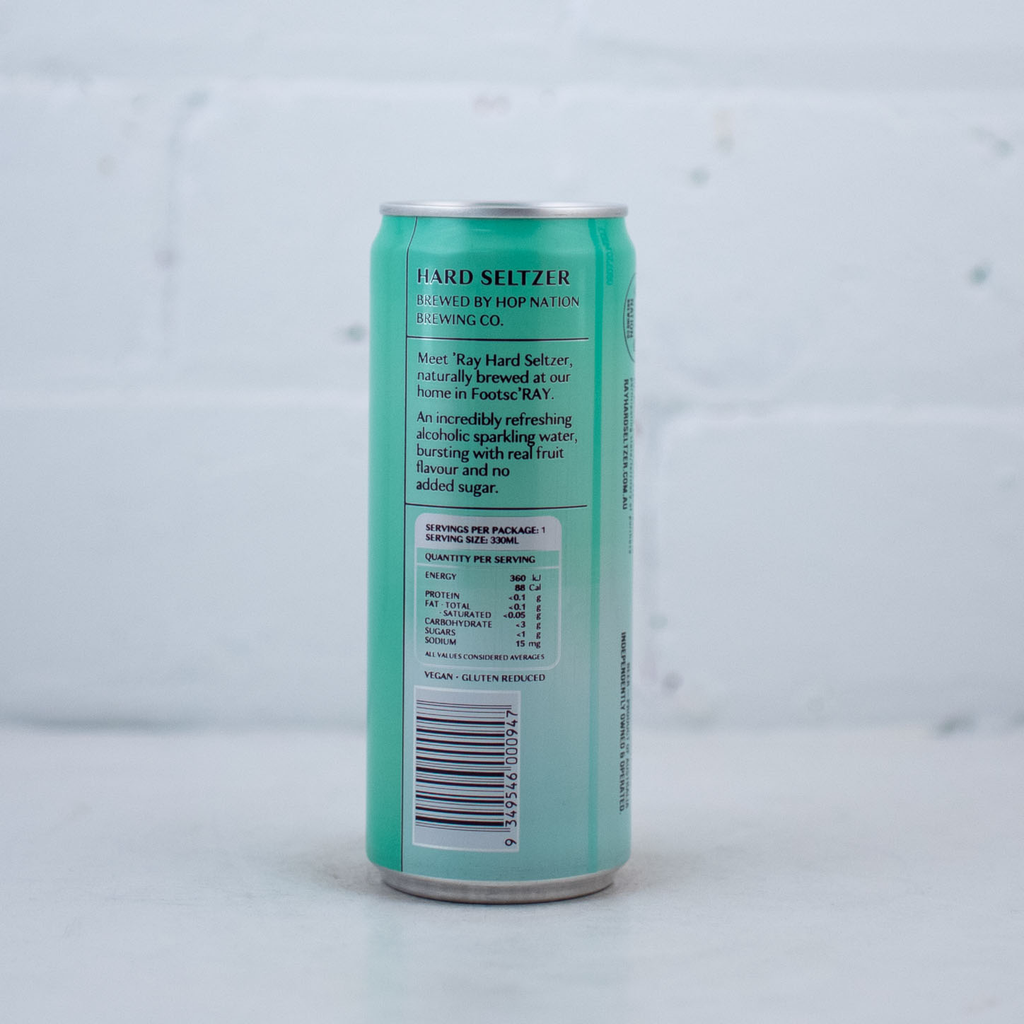 HARD SELTZER
BREWED BY HOP NATION
BREWING CO.
Meet 'Ray Hard Seltzer,
naturally brewed at our
home in Footsc'RAY.
An incredibly refreshing
alcoholic sparkling water,
bursting with real fruit
flavour and no
added sugar.
SERVINGS PER PACKAGE: 1
SERVING SIZE: 330ML
QUANTITY PER SERVING
ENERGY 360 kJ
88 Cal
PROTEIN <0.1 g
FAT - TOTAL <0.1 g
- SATURATED <0.05 g
CARBOHYDRATE <3 g
SUGARS <1 g
SODIUM 15 mg
ALL VALUES CONSIDERED AVERAGES
VEGAN • GLUTEN REDUCED
9 349546 000947
RAYHARDSELTZER.COM.AU
INDEPENDENTLY OWNED & OPERATED.